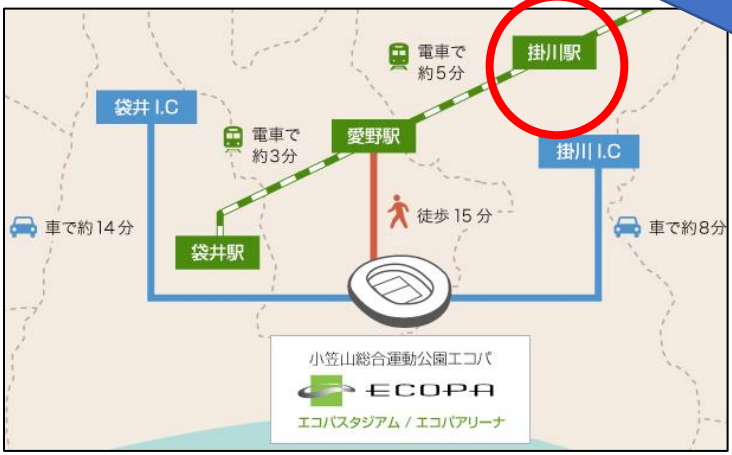 掛川駅
電車で
約5分
袋井 I.C
電車で
約3分
愛野駅
掛川 I.C
車で約14分
袋井駅
徒歩 15 分
車で約8分
小笠山総合運動公園エコパ
ECOPA
エコパスタジアム / エコパアリーナ